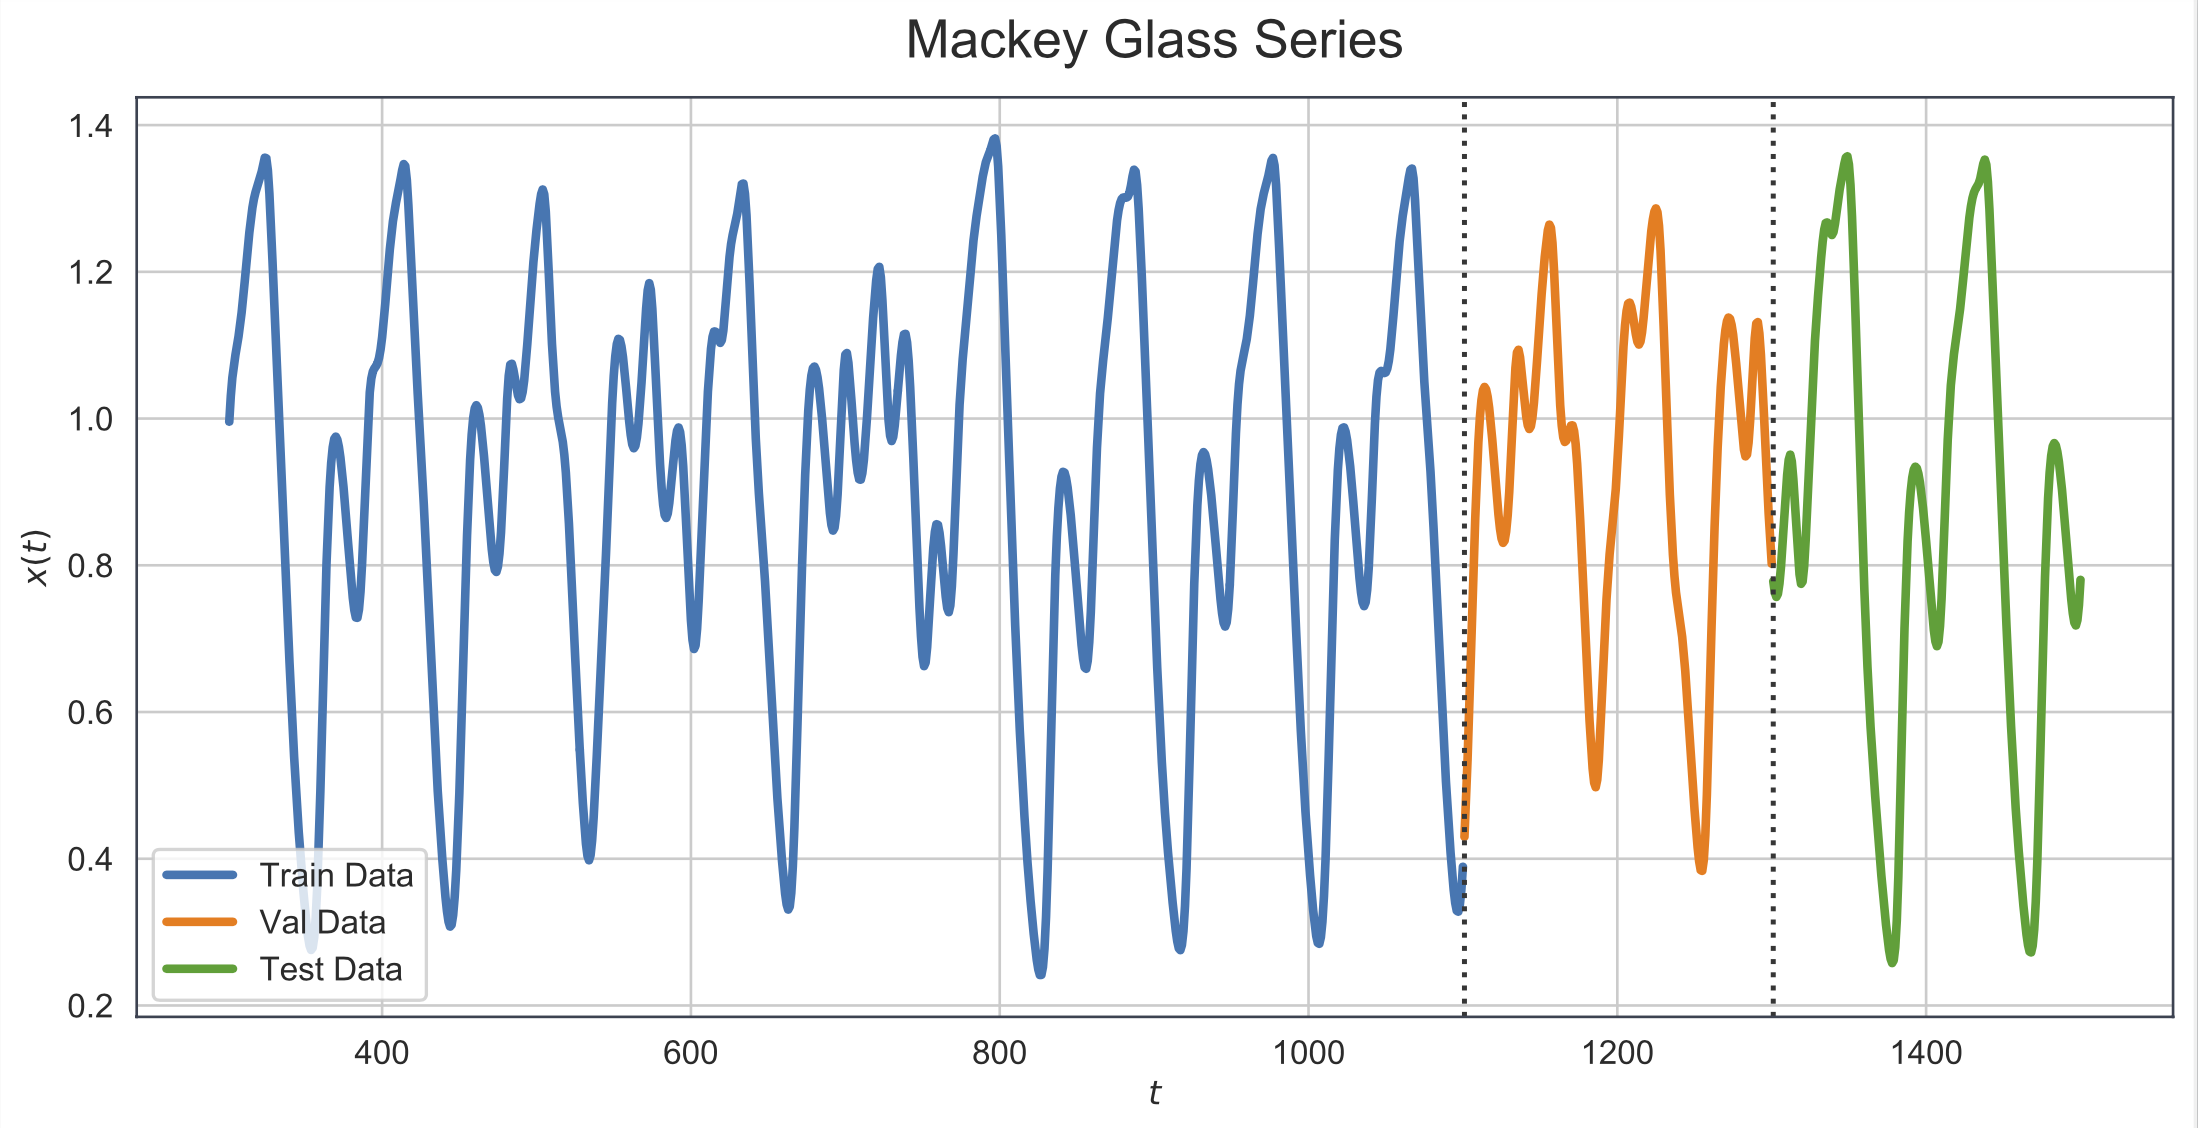 Mackey Glass Series
1.4
1.2
1.0
0.8
0.6
0.4
0.2
x(t)
Train Data
Val Data
Test Data
400 600 800 1000 1200 1400
t